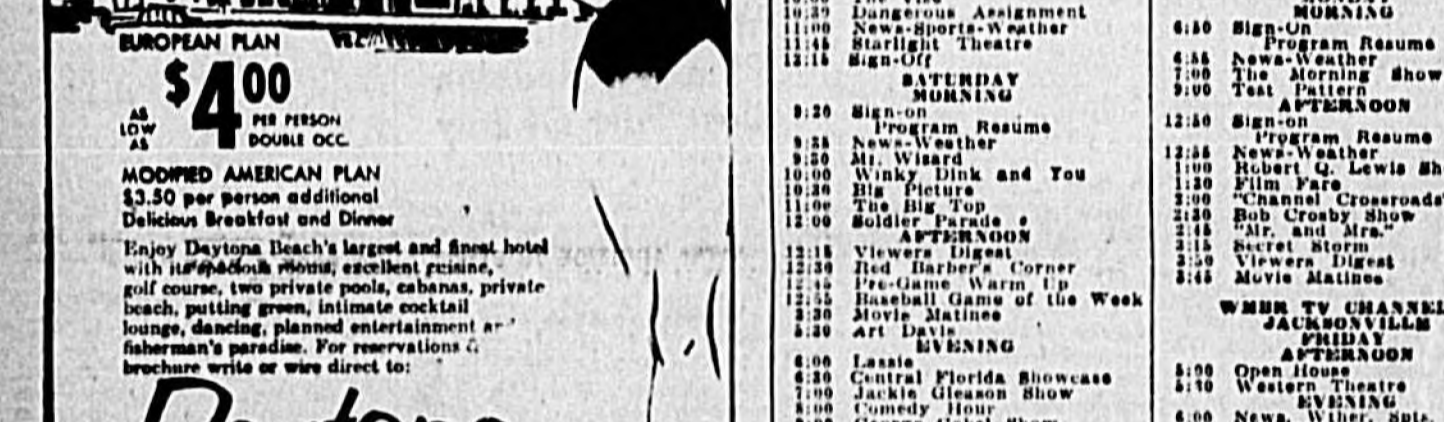 EUROPEAN PLAN
AS LOW AS
$4.00
PER PERSON
DOUBLE OCC.
MODIFIED AMERICAN PLAN
$3.50 per person additional
Delicious Breakfast and Dinner
Enjoy Daytona Beach's largest and finest hotel
with its spacious rooms, excellent cuisine,
golf course, two private pools, cabanas, private
beach, putting green, intimate cocktail
lounge, dancing, planned entertainment
fisherman's paradise. For reservations &
brochure write or wire direct to:
Daytona
Dangerous Assignment
11:00 News-Sports-Weather
11:45 Starlight Theatre
12:15 Sign-Off
SATURDAY
MORNING
9:20 Sign-on
Program Resume
News-Weather
9:30 Mr. Wizard
10:00 Winky Dink and You
10:30 Big Picture
11:00 The Big Top
12:00 Soldier Parade
AFTERNOON
12:15 Viewers Digest
12:30 Red Barber's Corner
12:45 Pre-Game Warm Up
12:55 Baseball Game of the Week
3:30 Movie Matinee
5:30 Art Davis
EVENING
6:00 Lassie
6:30 Central Florida Showcase
7:00 Jackie Gleason Show
8:00 Comedy Hour
George Gobel Show
MORNING
6:50 Sign-On
Program Resume
6:55 News-Weather
7:00 The Morning Show
9:00 Test Pattern
AFTERNOON
12:50 Sign-on
Program Resume
12:55 News-Weather
1:00 Robert Q. Lewis Sh
1:30 Film Fare
2:00 "Channel Crossroads"
2:30 Bob Crosby Show
2:45 "Mr. and Mrs."
3:15 Secret Storm
3:30 Viewers Digest
3:45 Movie Matinee
WMBR TV CHANNEL
JACKSONVILLE
FRIDAY
AFTERNOON
5:00 Open House
5:30 Western Theatre
EVENING
6:00 News, Wther, Spts.